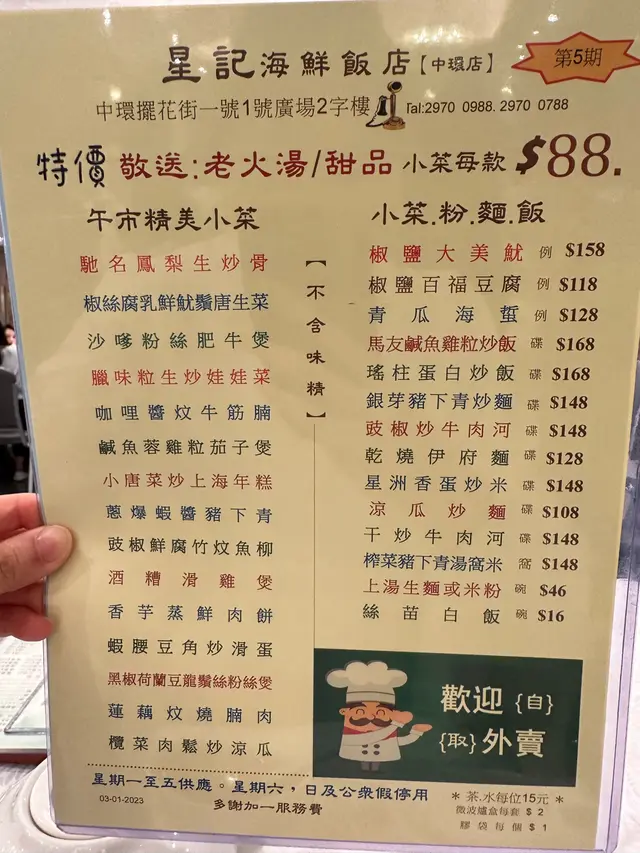 星記海鮮飯店【中環店】
第5期
中環擺花街一號1號廣場2字樓 Tal:2970 0988. 2970 0788
特價 敬送:老火湯/甜品 小菜每款 $88.
午市精美小菜
馳名鳳梨生炒骨
椒絲腐乳鮮魷鬚唐生菜
沙嗲粉絲肥牛煲
臘味粒生炒娃娃菜
咖哩醬炆牛筋腩
鹹魚蓉雞粒茄子煲
小唐菜炒上海年糕
蔥爆蝦醬豬下青
豉椒鮮腐竹炆魚柳
酒糟滑雞煲
香芋蒸鮮肉餅
蝦腰豆角炒滑蛋
黑椒荷蘭豆龍鬚絲粉絲煲
蓮藕炆燒腩肉
欖菜肉鬆炒涼瓜
【不含味精】
小菜.粉.麵.飯
椒鹽大美魷 例 $158
椒鹽百福豆腐 例 $118
青瓜海蜇 例 $128
馬友鹹魚雞粒炒飯 碟 $168
瑤柱蛋白炒飯 碟 $168
銀芽豬下青炒麵 碟 $148
豉椒炒牛肉河 碟 $148
乾燒伊府麵 碟 $128
星洲香蛋炒米 碟 $148
涼瓜炒麵 碟 $108
干炒牛肉河 碟 $148
榨菜豬下青湯窩米 窩 $148
上湯生麵或米粉 碗 $46
絲苗白飯 碗 $16
歡迎{自}
{取}外賣
星期一至五供應。星期六，日及公衆假停用
03-01-2023
多謝加一服務費
＊茶.水每位15元＊
微波爐盒每套 $ 2
膠袋每個 $ 1